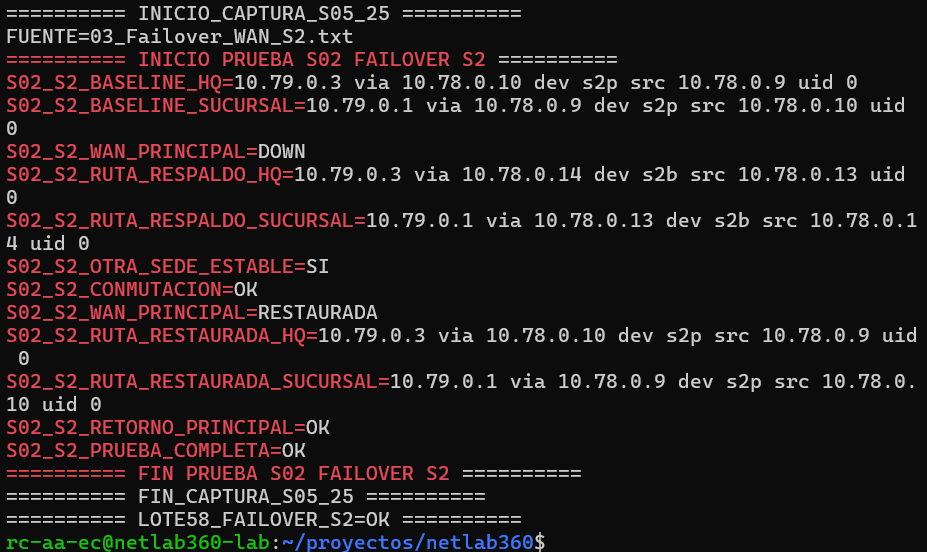 ========== INICIO_CAPTURA_S05_25 ==========
FUENTE=03_Failover_WAN_S2.txt
========== INICIO PRUEBA S02 FAILOVER S2 ==========
S02_S2_BASELINE_HQ=10.79.0.3 via 10.78.0.10 dev s2p src 10.78.0.9 uid 0
S02_S2_BASELINE_SUCURSAL=10.79.0.1 via 10.78.0.9 dev s2p src 10.78.0.10 uid
0
S02_S2_WAN_PRINCIPAL=DOWN
S02_S2_RUTA_RESPALDO_HQ=10.79.0.3 via 10.78.0.14 dev s2b src 10.78.0.13 uid
0
S02_S2_RUTA_RESPALDO_SUCURSAL=10.79.0.1 via 10.78.0.13 dev s2b src 10.78.0.1
4 uid 0
S02_S2_OTRA_SEDE_ESTABLE=SI
S02_S2_CONMUTACION=OK
S02_S2_WAN_PRINCIPAL=RESTAURADA
S02_S2_RUTA_RESTAURADA_HQ=10.79.0.3 via 10.78.0.10 dev s2p src 10.78.0.9 uid
 0
S02_S2_RUTA_RESTAURADA_SUCURSAL=10.79.0.1 via 10.78.0.9 dev s2p src 10.78.0.
10 uid 0
S02_S2_RETORNO_PRINCIPAL=OK
S02_S2_PRUEBA_COMPLETA=OK
========== FIN PRUEBA S02 FAILOVER S2 ==========
========== FIN_CAPTURA_S05_25 ==========
========== LOTE58_FAILOVER_S2=OK ==========
rc-aa-ec@netlab360-lab:~/proyectos/netlab360$